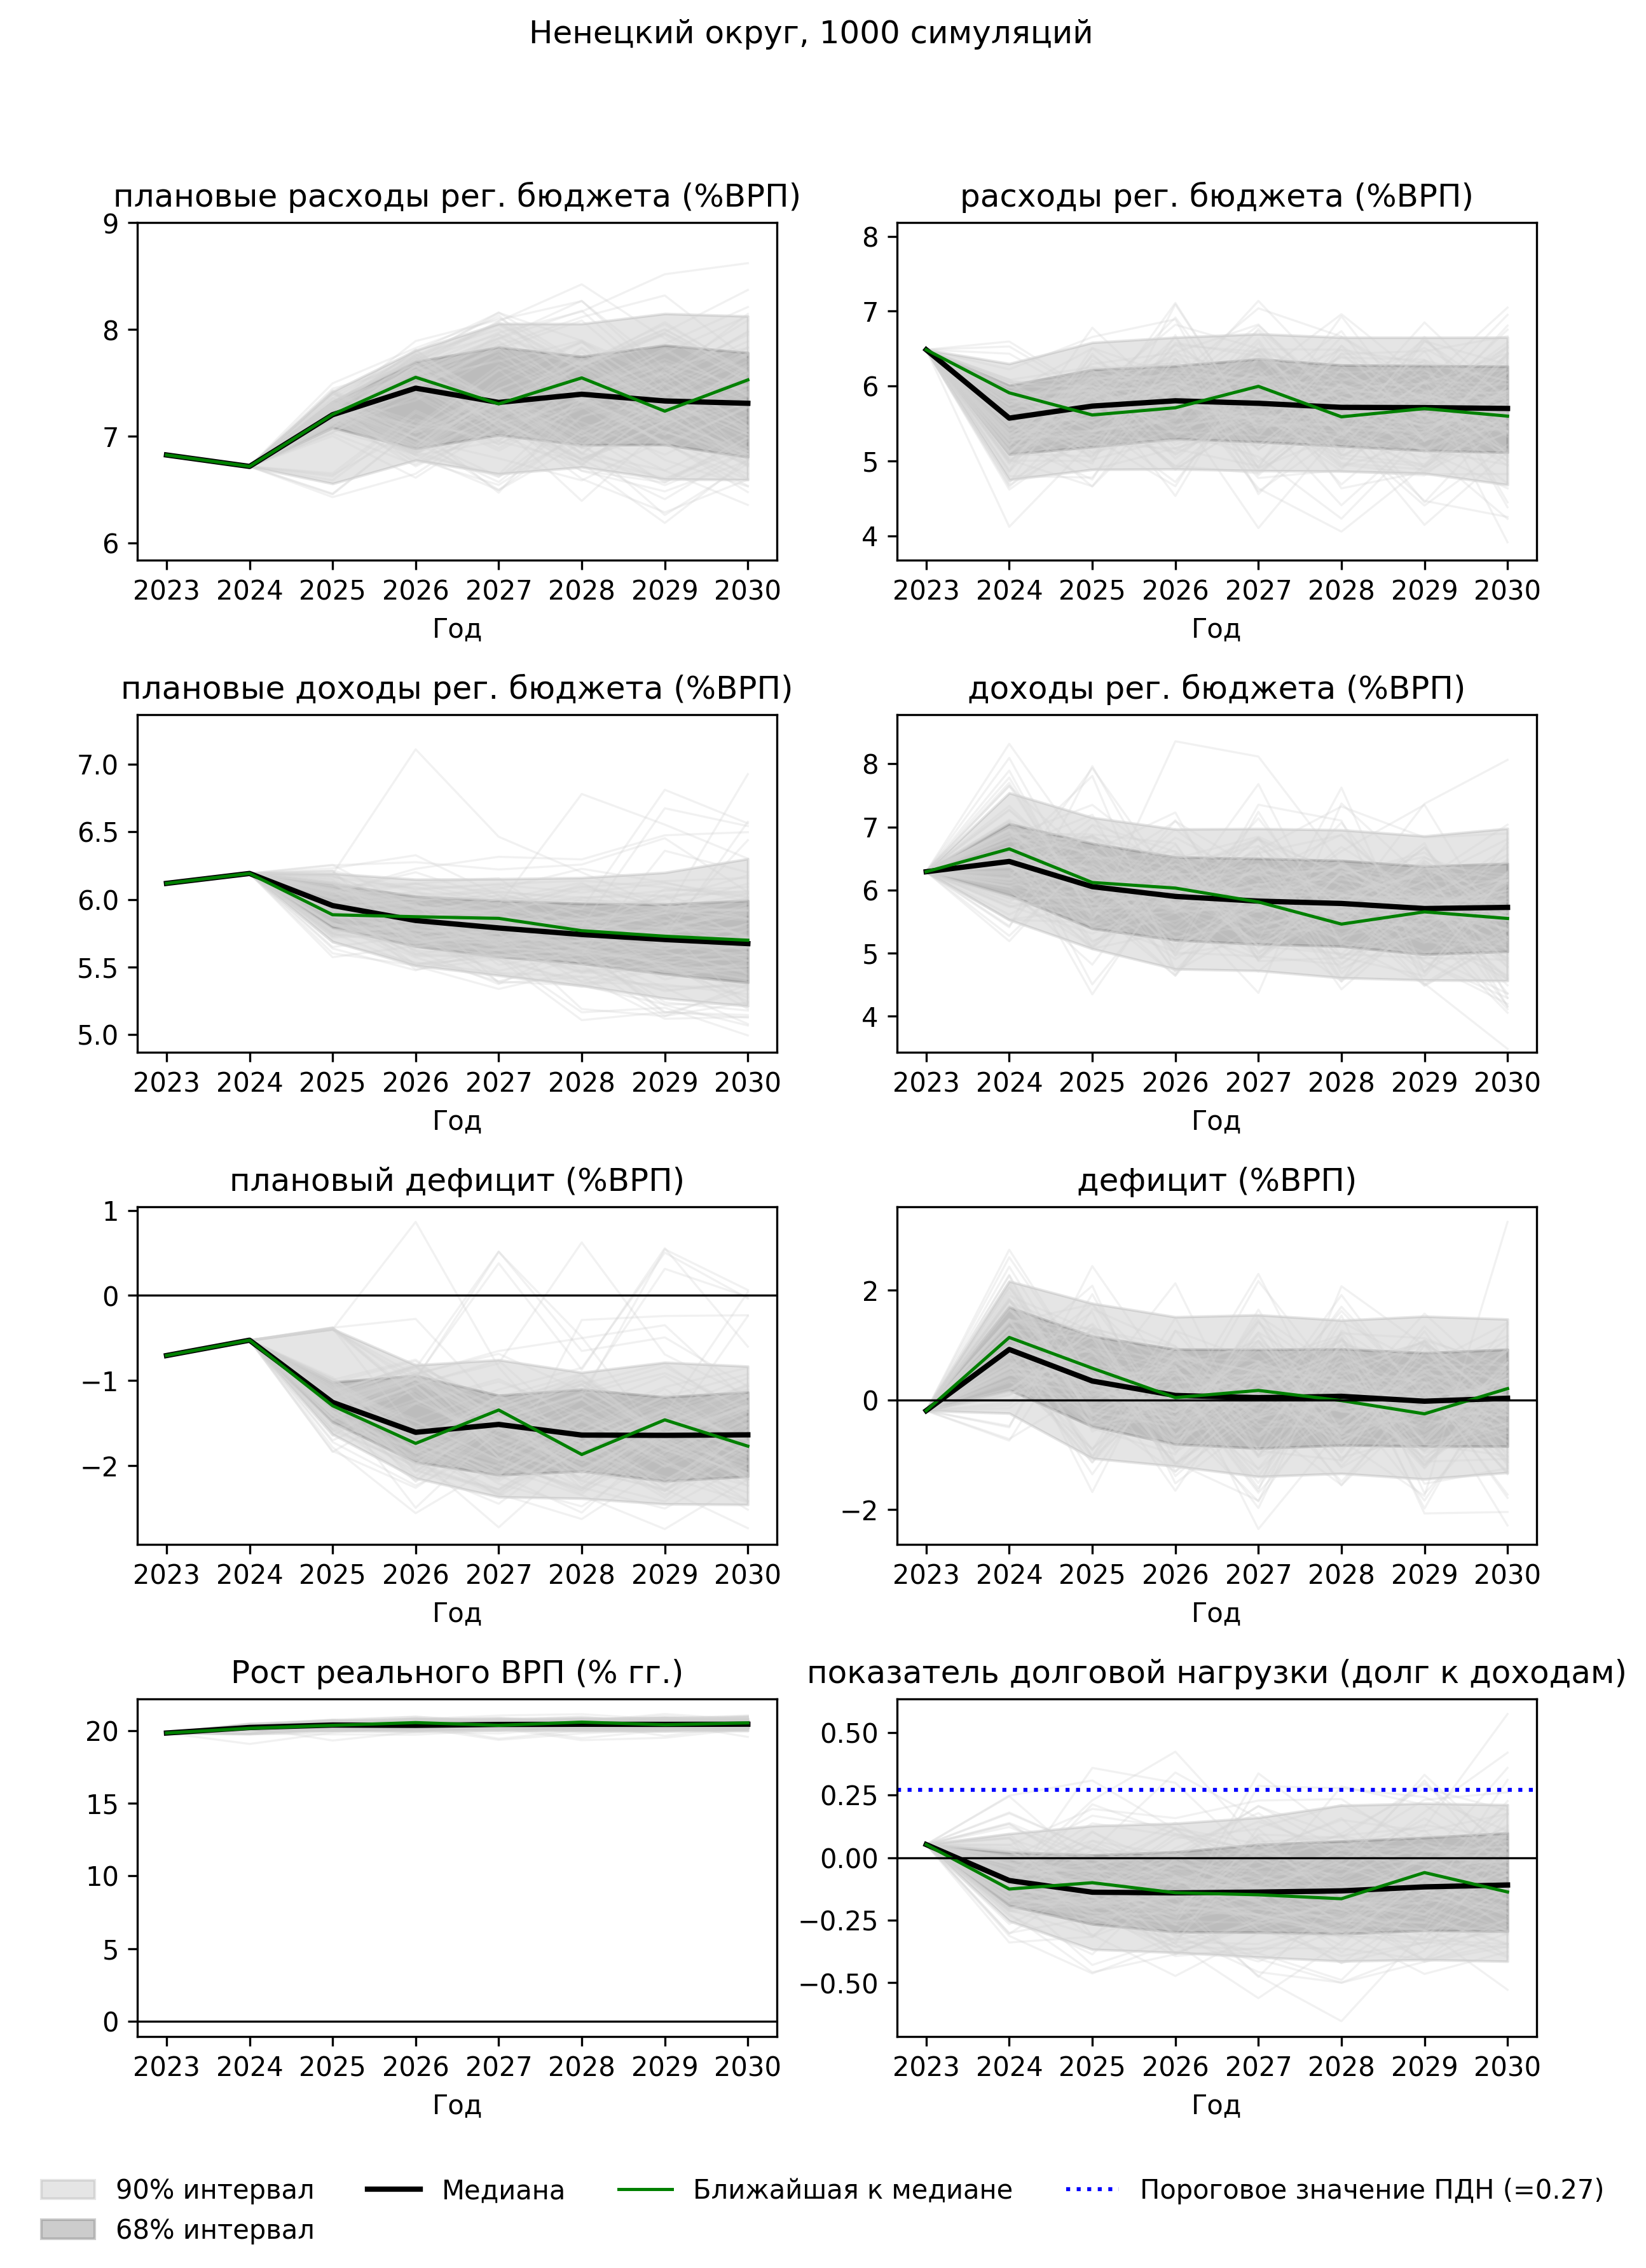 Ненецкий округ, 1000 симуляций
плановые расходы рег. бюджета (%ВРП)
9
8
7
6
2023 2024 2025 2026 2027 2028 2029 2030
Год
расходы рег. бюджета (%ВРП)
8
7
6
5
4
2023 2024 2025 2026 2027 2028 2029 2030
Год
плановые доходы рег. бюджета (%ВРП)
7.0
6.5
6.0
5.5
5.0
2023 2024 2025 2026 2027 2028 2029 2030
Год
доходы рег. бюджета (%ВРП)
8
7
6
5
4
2023 2024 2025 2026 2027 2028 2029 2030
Год
плановый дефицит (%ВРП)
1
0
−1
−2
2023 2024 2025 2026 2027 2028 2029 2030
Год
дефицит (%ВРП)
2
0
−2
2023 2024 2025 2026 2027 2028 2029 2030
Год
Рост реального ВРП (% гг.)
20
15
10
5
0
2023 2024 2025 2026 2027 2028 2029 2030
Год
показатель долговой нагрузки (долг к доходам)
0.50
0.25
0.00
−0.25
−0.50
2023 2024 2025 2026 2027 2028 2029 2030
Год
90% интервал
68% интервал
Медиана
Ближайшая к медиане
Пороговое значение ПДН (=0.27)